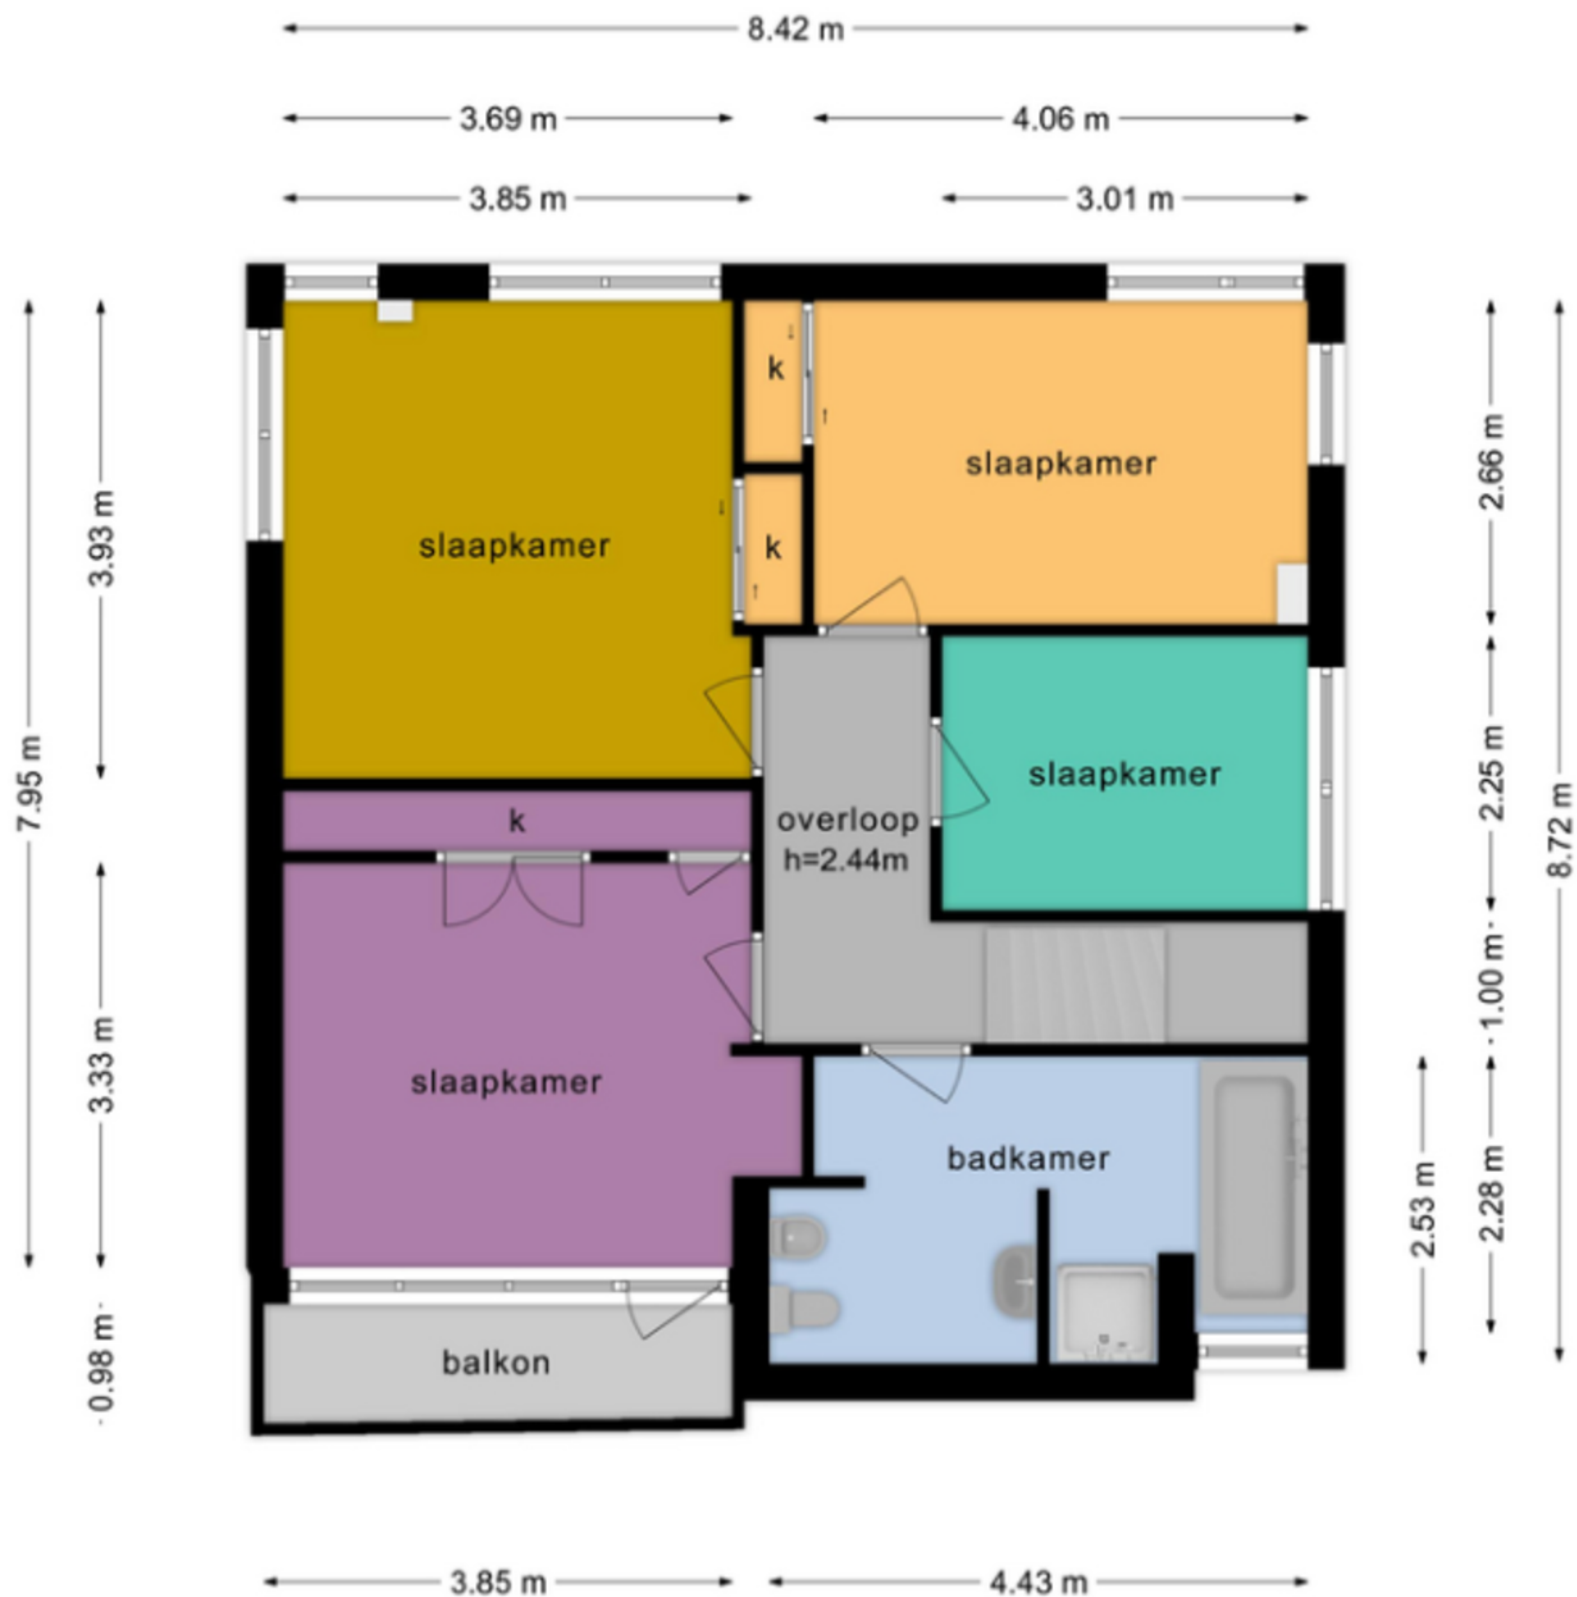 8.42 m
3.69 m
4.06 m
3.85 m
3.01 m
k
slaapkamer
2.66 m
3.93 m
slaapkamer
k
7.95 m
slaapkamer
2.25 m
k
overloop
h=2.44m
8.72 m
1.00 m
3.33 m
slaapkamer
badkamer
2.53 m
2.28 m
0.98 m
balkon
3.85 m
4.43 m